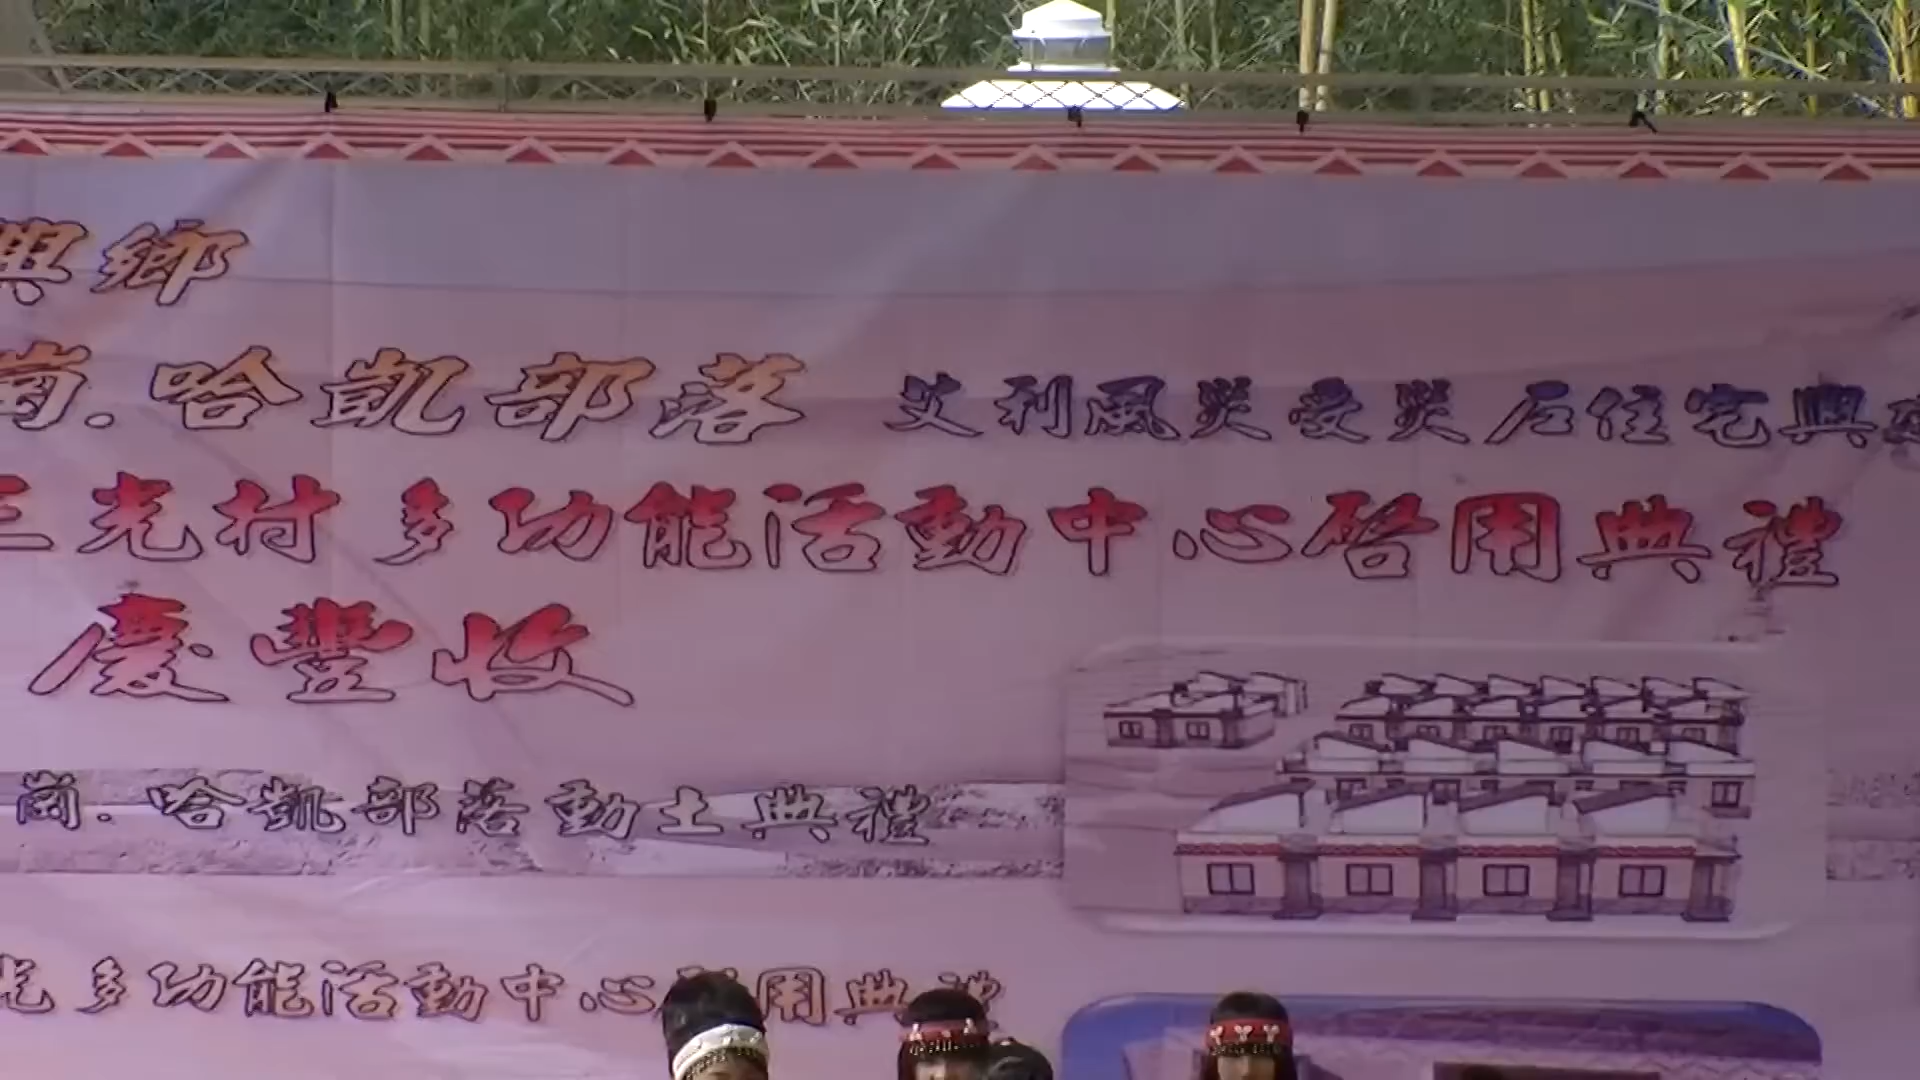 興鄉
崗.哈凱部落 艾利風災受災戶住宅興建
三光村多功能活動中心啓用典禮
慶豐收
崗.哈凱部落動土典禮
光多功能活動中心啓用典禮